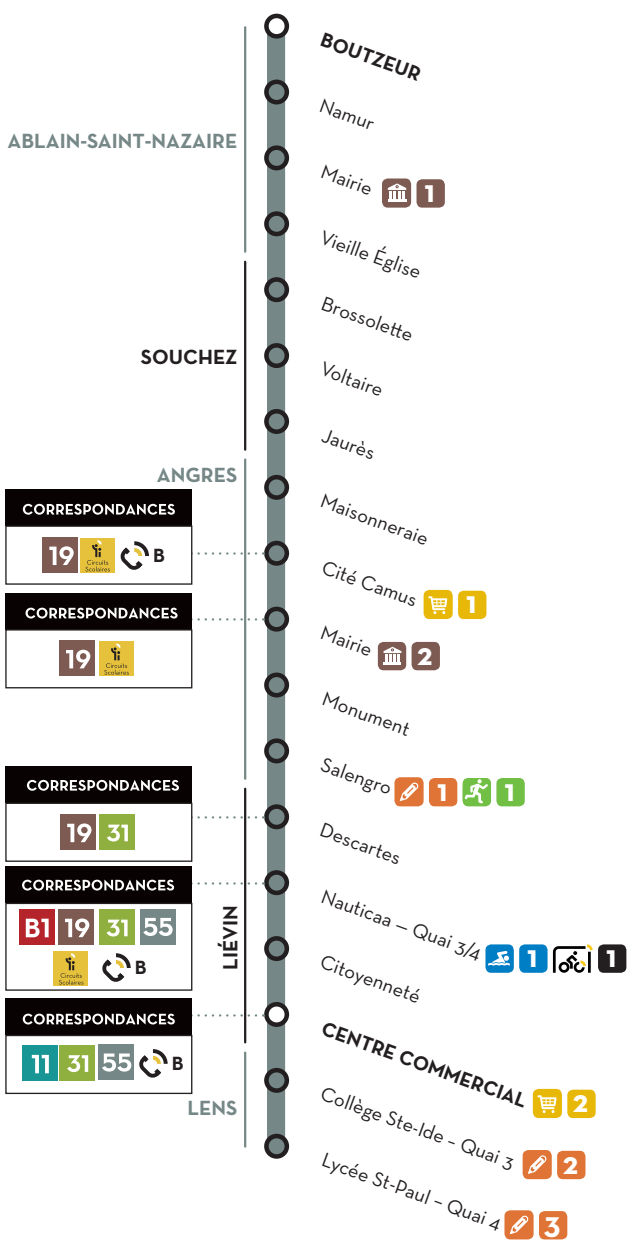 BOUTZEUR
Namur
ABLAIN-SAINT-NAZAIRE
Mairie 1
Vieille Église
Brossolette
SOUCHEZ
Voltaire
Jaurès
ANGRES
Maisonneraie
CORRESPONDANCES
19 Circuits Scolaires B
Cité Camus 1
CORRESPONDANCES
19 Circuits Scolaires
Mairie 2
Monument
Salengro 1 1
CORRESPONDANCES
19 31
Descartes
CORRESPONDANCES
B1 19 31 55
Circuits Scolaires B
LIÉVIN
Nauticaa – Quai 3/4 1 1
Citoyenneté
CORRESPONDANCES
11 31 55 B
CENTRE COMMERCIAL 2
LENS
Collège Ste-Ide – Quai 3 2
Lycée St-Paul – Quai 4 3